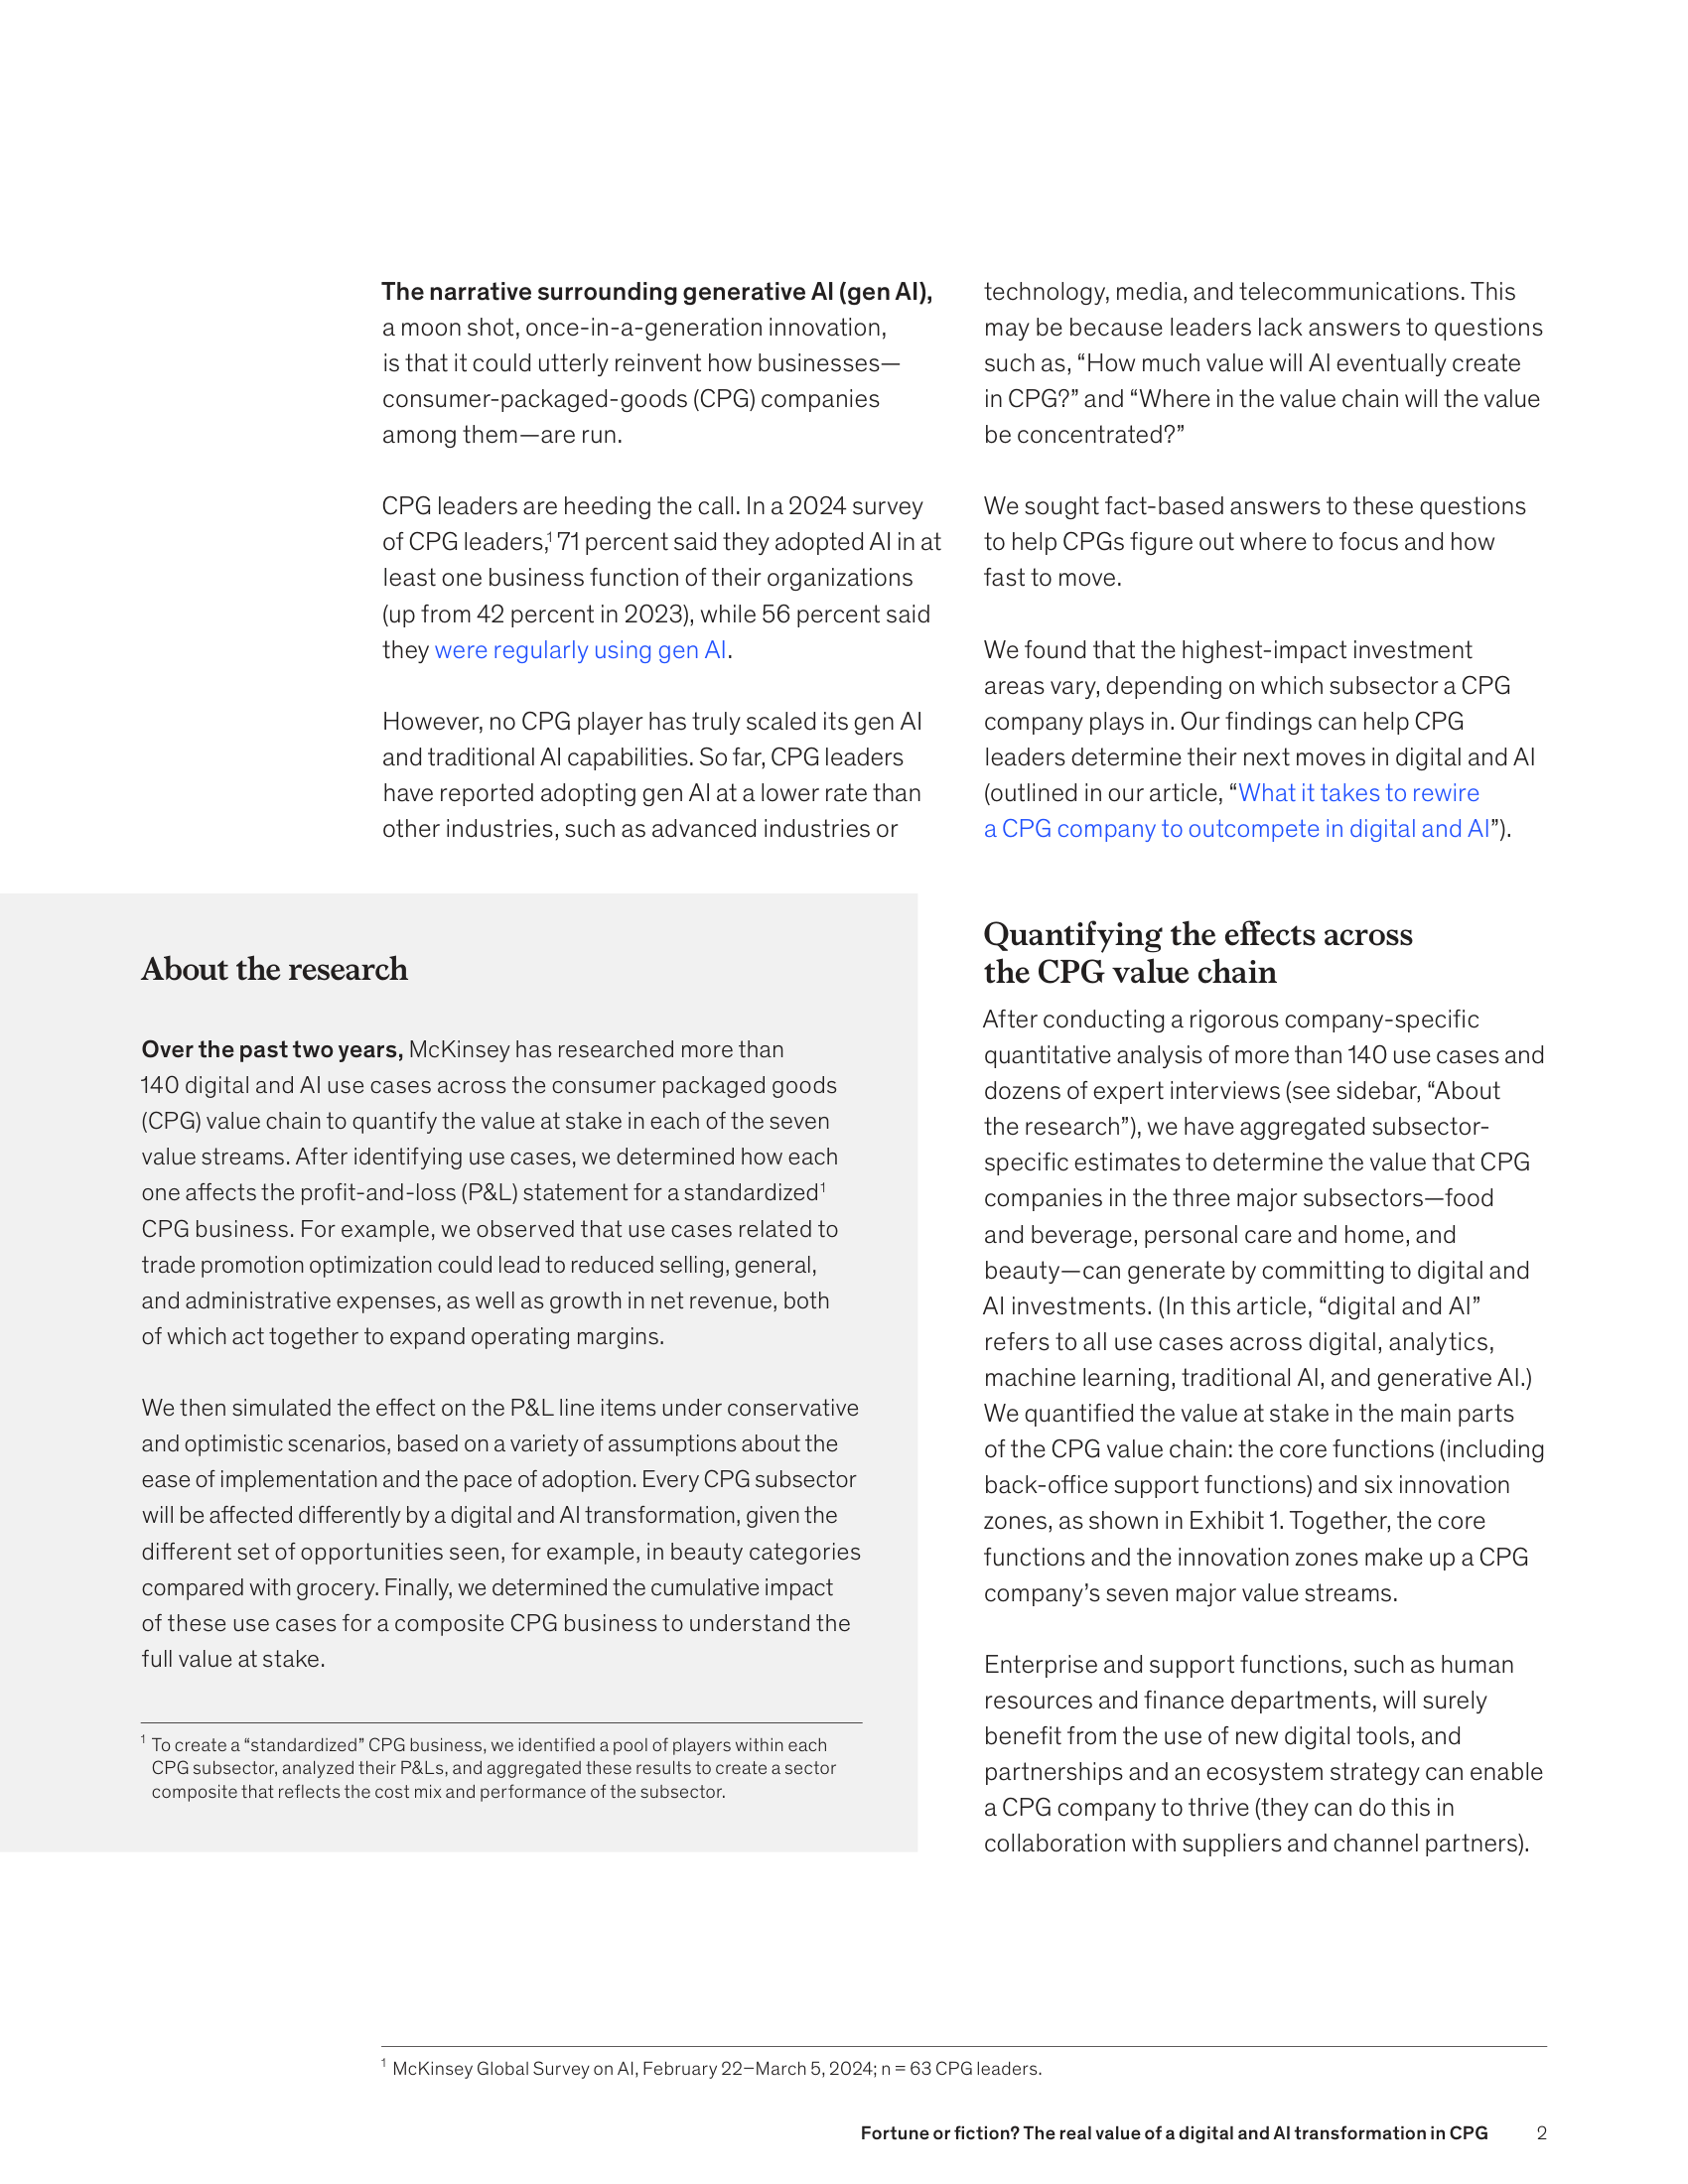 The narrative surrounding generative AI (gen AI),
a moon shot, once-in-a-generation innovation,
is that it could utterly reinvent how businesses—
consumer-packaged-goods (CPG) companies
among them—are run.
CPG leaders are heeding the call. In a 2024 survey
of CPG leaders,¹ 71 percent said they adopted AI in at
least one business function of their organizations
(up from 42 percent in 2023), while 56 percent said
they were regularly using gen AI.
However, no CPG player has truly scaled its gen AI
and traditional AI capabilities. So far, CPG leaders
have reported adopting gen AI at a lower rate than
other industries, such as advanced industries or
technology, media, and telecommunications. This
may be because leaders lack answers to questions
such as, “How much value will AI eventually create
in CPG?” and “Where in the value chain will the value
be concentrated?”
We sought fact-based answers to these questions
to help CPGs figure out where to focus and how
fast to move.
We found that the highest-impact investment
areas vary, depending on which subsector a CPG
company plays in. Our findings can help CPG
leaders determine their next moves in digital and AI
(outlined in our article, “What it takes to rewire
a CPG company to outcompete in digital and AI”).
About the research
Over the past two years, McKinsey has researched more than
140 digital and AI use cases across the consumer packaged goods
(CPG) value chain to quantify the value at stake in each of the seven
value streams. After identifying use cases, we determined how each
one affects the profit-and-loss (P&L) statement for a standardized¹
CPG business. For example, we observed that use cases related to
trade promotion optimization could lead to reduced selling, general,
and administrative expenses, as well as growth in net revenue, both
of which act together to expand operating margins.
We then simulated the effect on the P&L line items under conservative
and optimistic scenarios, based on a variety of assumptions about the
ease of implementation and the pace of adoption. Every CPG subsector
will be affected differently by a digital and AI transformation, given the
different set of opportunities seen, for example, in beauty categories
compared with grocery. Finally, we determined the cumulative impact
of these use cases for a composite CPG business to understand the
full value at stake.
¹ To create a “standardized” CPG business, we identified a pool of players within each
CPG subsector, analyzed their P&Ls, and aggregated these results to create a sector
composite that reflects the cost mix and performance of the subsector.
Quantifying the effects across
the CPG value chain
After conducting a rigorous company-specific
quantitative analysis of more than 140 use cases and
dozens of expert interviews (see sidebar, “About
the research”), we have aggregated subsector-
specific estimates to determine the value that CPG
companies in the three major subsectors—food
and beverage, personal care and home, and
beauty—can generate by committing to digital and
AI investments. (In this article, “digital and AI”
refers to all use cases across digital, analytics,
machine learning, traditional AI, and generative AI.)
We quantified the value at stake in the main parts
of the CPG value chain: the core functions (including
back-office support functions) and six innovation
zones, as shown in Exhibit 1. Together, the core
functions and the innovation zones make up a CPG
company’s seven major value streams.
Enterprise and support functions, such as human
resources and finance departments, will surely
benefit from the use of new digital tools, and
partnerships and an ecosystem strategy can enable
a CPG company to thrive (they can do this in
collaboration with suppliers and channel partners).
¹ McKinsey Global Survey on AI, February 22–March 5, 2024; n = 63 CPG leaders.
Fortune or fiction? The real value of a digital and AI transformation in CPG 2